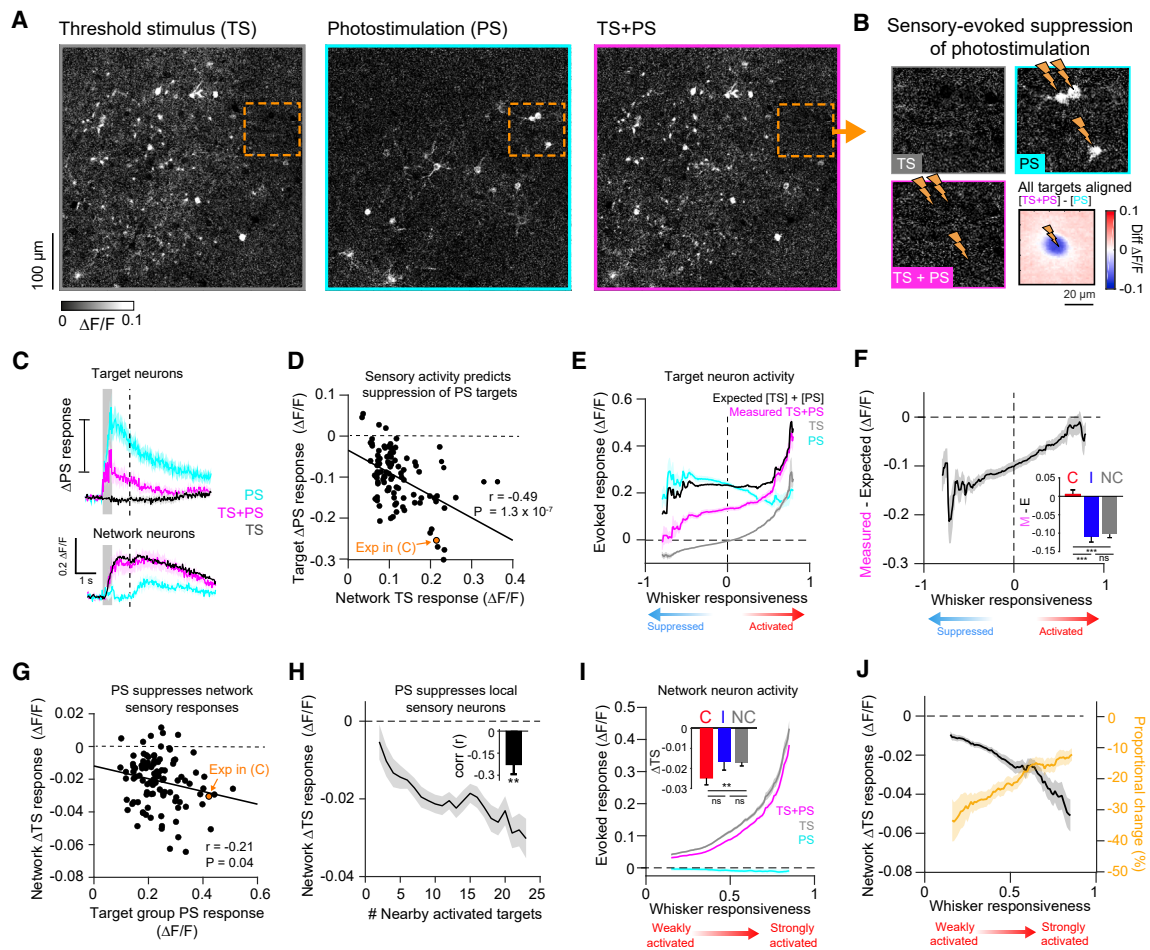 A
Threshold stimulus (TS)
Photostimulation (PS)
TS+PS
100 µm
0
0.1
ΔF/F
B
Sensory-evoked suppression
of photostimulation
TS
PS
TS + PS
All targets aligned
[TS+PS] - [PS]
0.1
0
-0.1
Diff ΔF/F
20 µm
C
Target neurons
ΔPS response
PS
TS+PS
TS
Network neurons
0.2 ΔF/F
1 s
D
Sensory activity predicts
suppression of PS targets
Target ΔPS response (ΔF/F)
0.1
0
-0.1
-0.2
-0.3
r = -0.49
P = 1.3 x 10⁻⁷
Exp in (C)
0
0.1
0.2
0.3
0.4
Network TS response (ΔF/F)
E
Target neuron activity
Expected [TS] + [PS]
Measured TS+PS
TS
PS
Evoked response (ΔF/F)
0.6
0.4
0.2
0
-1
0
1
Whisker responsiveness
Suppressed
Activated
F
Measured - Expected (ΔF/F)
0
-0.1
-0.2
-0.3
C I NC
M - E
0.05
0
-0.05
-0.10
-0.15
***
***
ns
-1
0
1
Whisker responsiveness
Suppressed
Activated
G
PS suppresses network
sensory responses
Network ΔTS response (ΔF/F)
0.02
0
-0.02
-0.04
-0.06
-0.08
Exp in (C)
r = -0.21
P = 0.04
0
0.2
0.4
0.6
Target group PS response
(ΔF/F)
H
PS suppresses local
sensory neurons
Network ΔTS response (ΔF/F)
0
-0.02
-0.04
corr (r)
0
-0.15
-0.3
**
5
10
15
20
25
# Nearby activated targets
I
Network neuron activity
Evoked response (ΔF/F)
0.5
0.4
0.3
0.2
0.1
0
C I NC
ΔTS
0
-0.01
-0.02
-0.03
**
ns
ns
TS+PS
TS
PS
0
0.5
1
Whisker responsiveness
Weakly
activated
Strongly
activated
J
Network ΔTS response (ΔF/F)
0
-0.02
-0.04
-0.06
-0.08
0
-10
-20
-30
-40
-50
Proportional change (%)
0
0.5
1
Whisker responsiveness
Weakly
activated
Strongly
activated